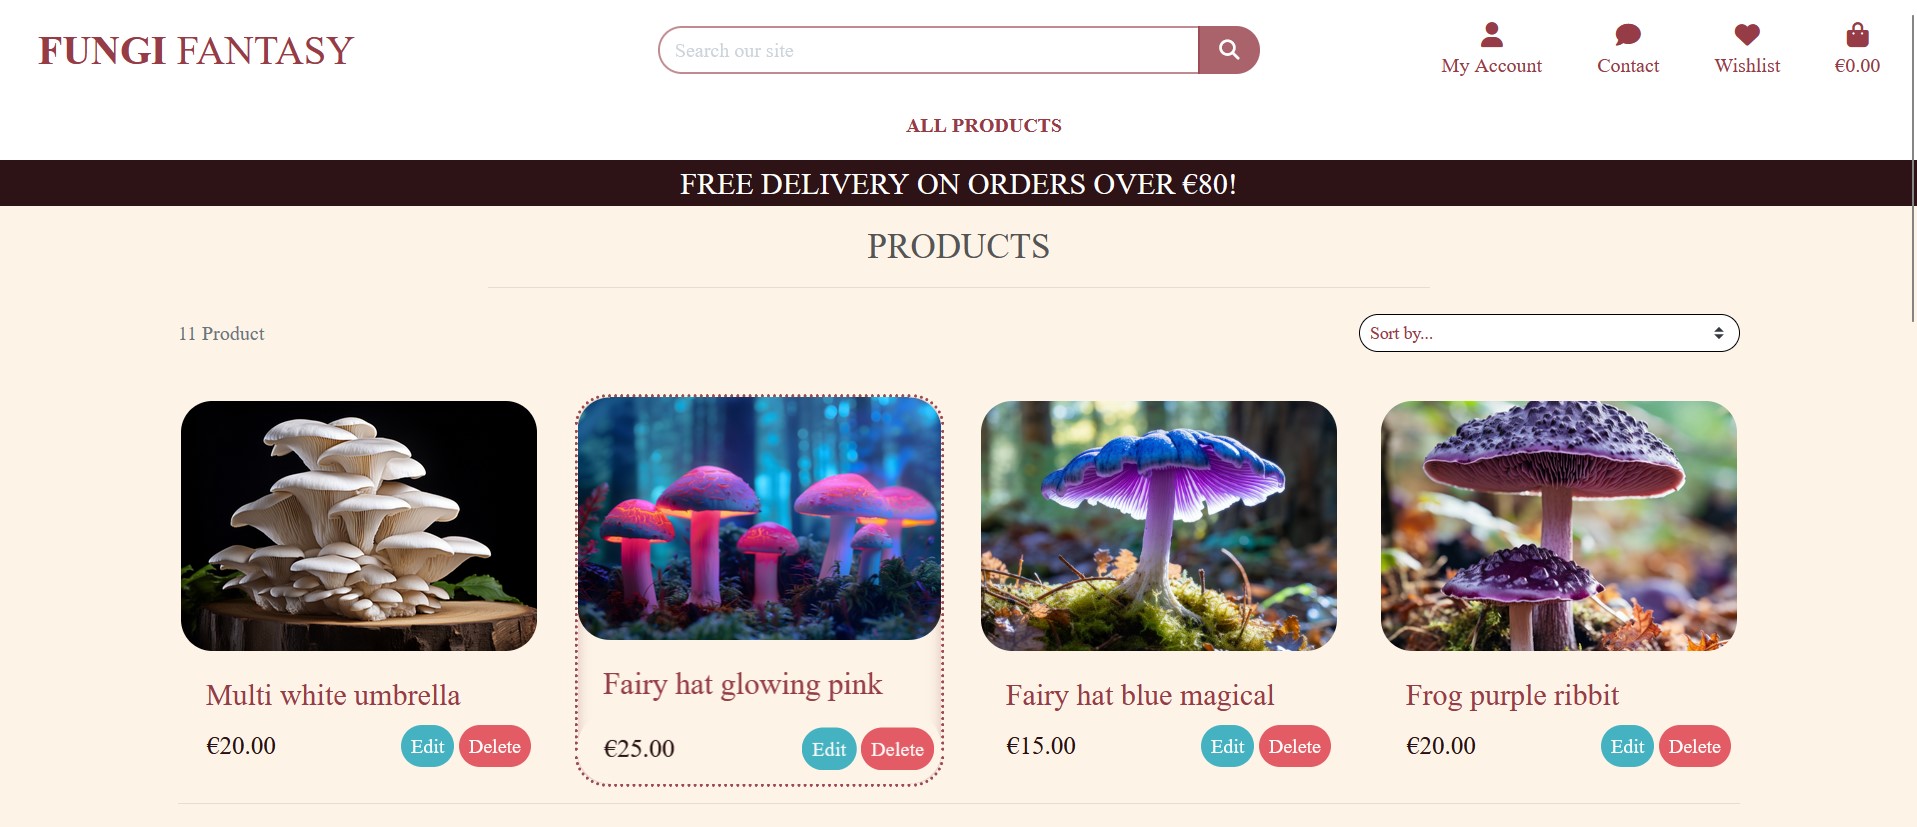 FUNGI FANTASY
Search our site
My Account
Contact
Wishlist
€0.00
ALL PRODUCTS
FREE DELIVERY ON ORDERS OVER €80!
PRODUCTS
11 Product
Sort by...
Multi white umbrella
€20.00 Edit Delete
Fairy hat glowing pink
€25.00 Edit Delete
Fairy hat blue magical
€15.00 Edit Delete
Frog purple ribbit
€20.00 Edit Delete